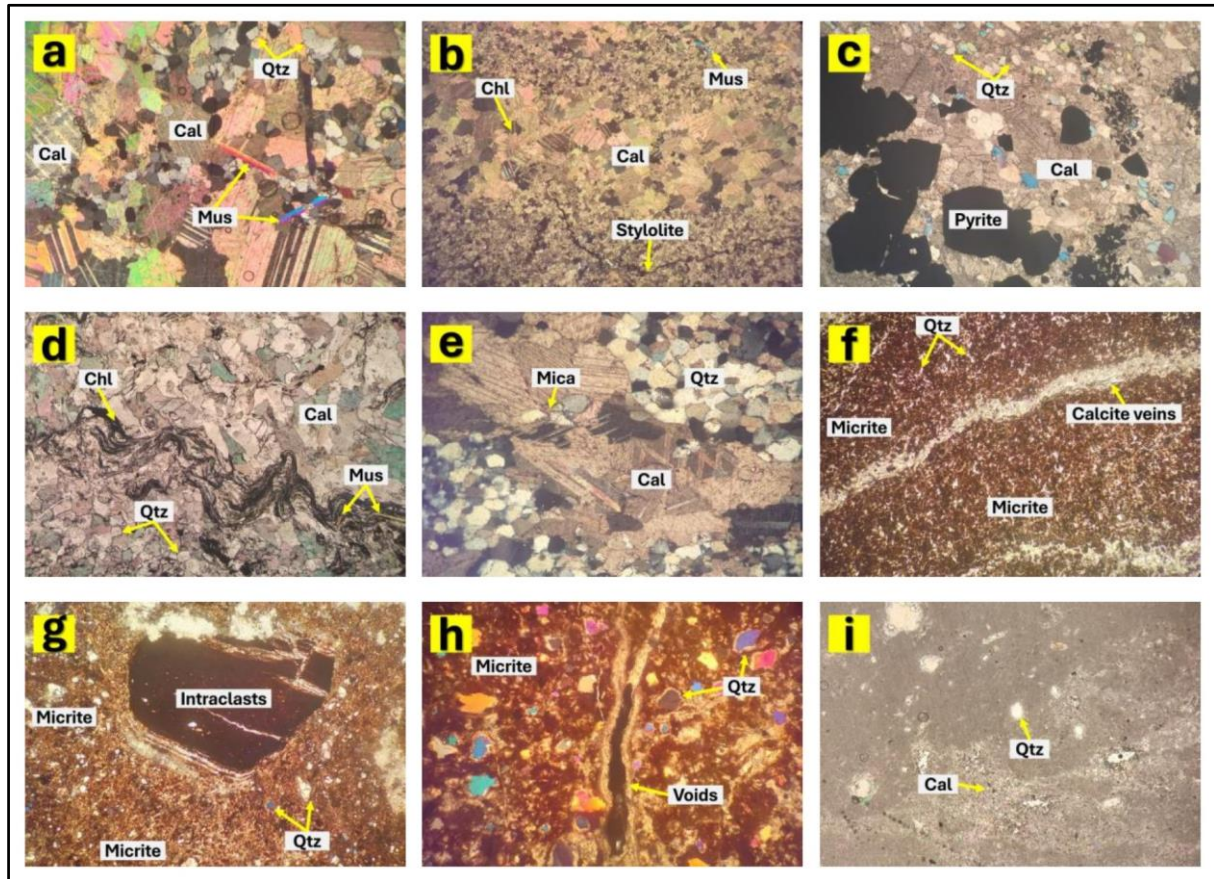 a
Qtz
Cal
Cal
Mus
b
Mus
Chl
Cal
Stylolite
c
Qtz
Cal
Pyrite
d
Chl
Cal
Mus
Qtz
e
Mica
Qtz
Cal
f
Qtz
Calcite veins
Micrite
Micrite
g
Intraclasts
Micrite
Qtz
Micrite
h
Micrite
Qtz
Voids
i
Qtz
Cal